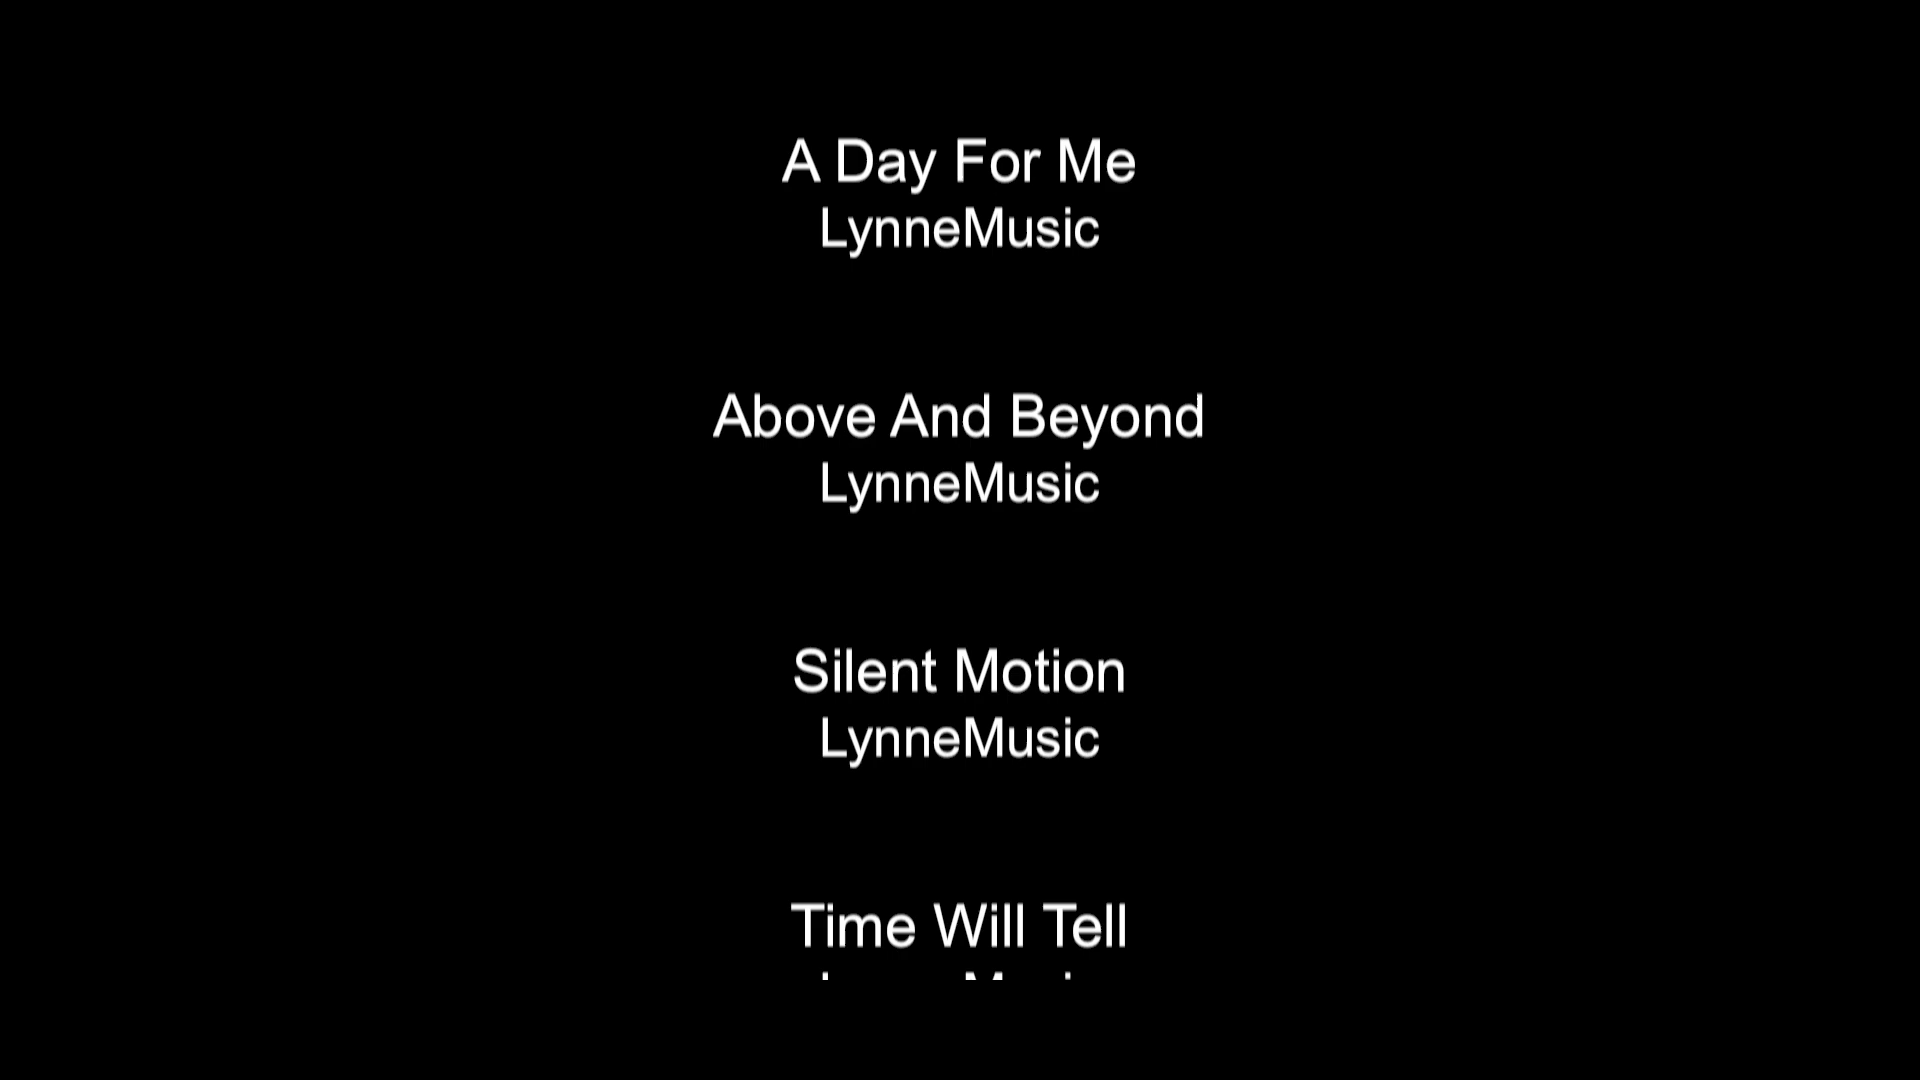 A Day For Me
LynneMusic
Above And Beyond
LynneMusic
Silent Motion
LynneMusic
Time Will Tell